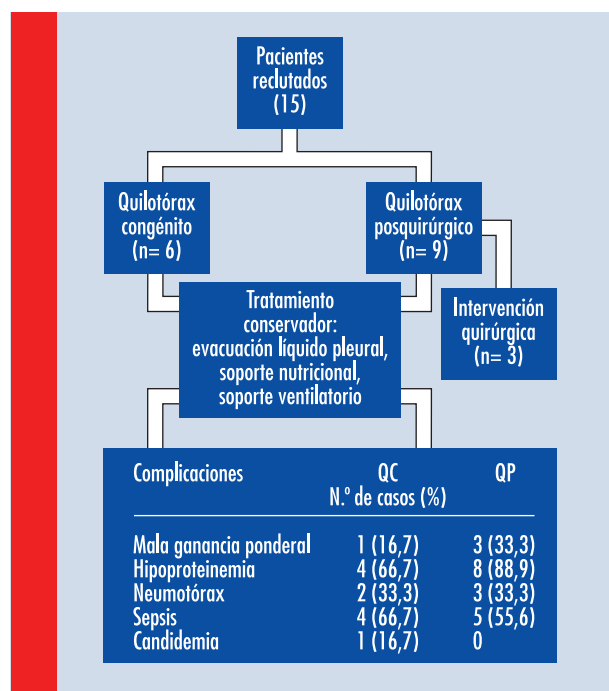 Pacientes
reclutados
(15)
Quilotórax
congénito
(n= 6)
Quilotórax
posquirúrgico
(n= 9)
Intervención
quirúrgica
(n= 3)
Tratamiento
conservador:
evacuación líquido pleural,
soporte nutricional,
soporte ventilatorio
Complicaciones QC QP
N.º de casos (%)
Mala ganancia ponderal 1 (16,7) 3 (33,3)
Hipoproteinemia 4 (66,7) 8 (88,9)
Neumotórax 2 (33,3) 3 (33,3)
Sepsis 4 (66,7) 5 (55,6)
Candidemia 1 (16,7) 0